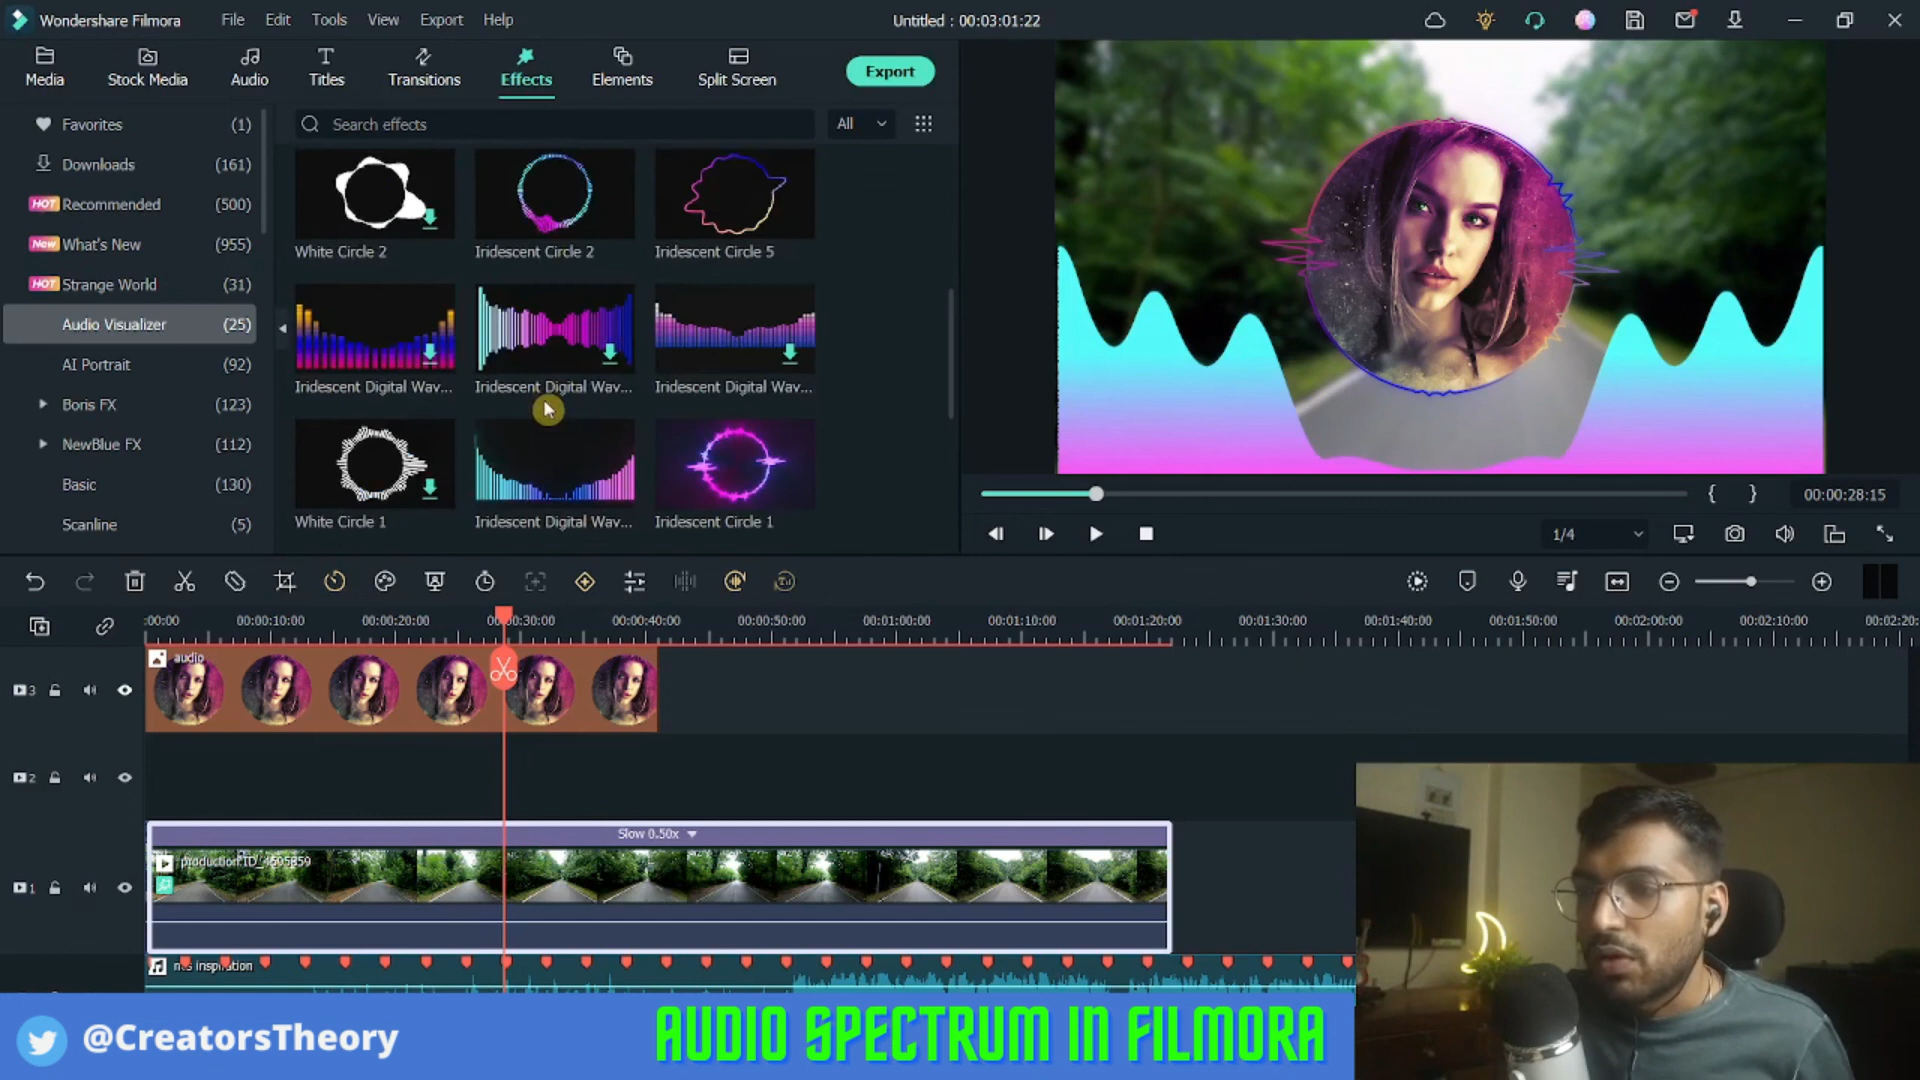 Wondershare Filmora File Edit Tools View Export Help Untitled : 00:03:01:22
Media Stock Media Audio Titles Transitions Effects Elements Split Screen Export
Favorites (1)
Downloads (161)
HOT Recommended (500)
New What's New (955)
HOT Strange World (31)
Audio Visualizer (25)
AI Portrait (92)
Boris FX (123)
NewBlue FX (112)
Basic (130)
Scanline (5)
Search effects All
White Circle 2 Iridescent Circle 2 Iridescent Circle 5
Iridescent Digital Wav... Iridescent Digital Wav... Iridescent Digital Wav...
White Circle 1 Iridescent Digital Wav... Iridescent Circle 1
{ } 00:00:28:15
1/4
:00:00 00:00:10:00 00:00:20:00 00:00:30:00 00:00:40:00 00:00:50:00 00:01:00:00 00:01:10:00 00:01:20:00 00:01:30:00 00:01:40:00 00:01:50:00 00:02:00:00 00:02:10:00 00:02:20:
3 audio
2
Slow 0.50x
1 production ID_4595859
inspiration
@CreatorsTheory
AUDIO SPECTRUM IN FILMORA